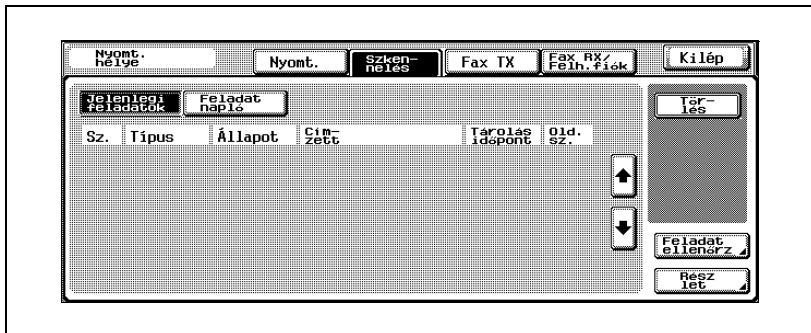 Nyomt.
helye
Nyomt.
Szken-
nelés
Fax TX
Fax RX/
Felh.fiók
Kilép
Jelenlegi
feladatok
Feladat
napló
Tör-
lés
Sz.
Típus
Állapot
Cím-
zett
Tárolás
időpont
Old.
sz.
Feladat
ellenőrz
Rész
let